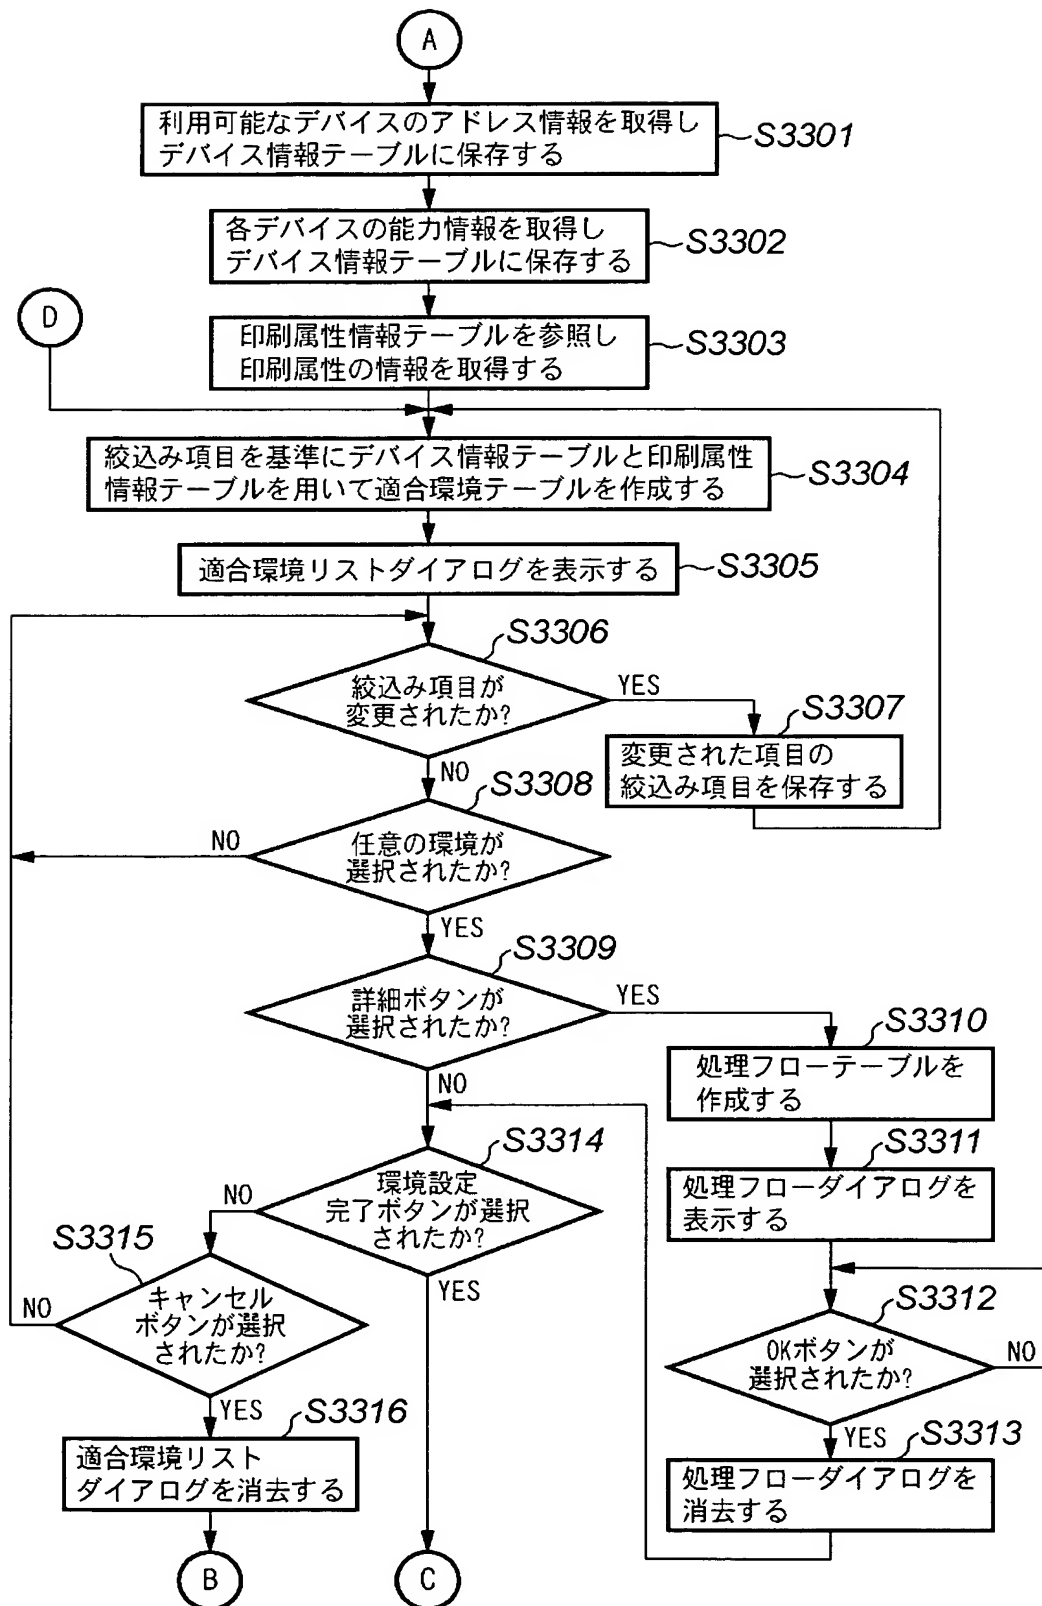 A
利用可能なデバイスのアドレス情報を取得し
デバイス情報テーブルに保存する
S3301
各デバイスの能力情報を取得し
デバイス情報テーブルに保存する
S3302
D
印刷属性情報テーブルを参照し
印刷属性の情報を取得する
S3303
絞込み項目を基準にデバイス情報テーブルと印刷属性
情報テーブルを用いて適合環境テーブルを作成する
S3304
適合環境リストダイアログを表示する
S3305
S3306
絞込み項目が
変更されたか?
YES
NO
S3307
変更された項目の
絞込み項目を保存する
S3308
任意の環境が
選択されたか?
NO
YES
S3309
詳細ボタンが
選択されたか?
YES
NO
S3310
処理フローテーブルを
作成する
S3311
処理フローダイアログを
表示する
S3314
環境設定
完了ボタンが選択
されたか?
NO
YES
S3315
キャンセル
ボタンが選択
されたか?
NO
YES
S3312
OKボタンが
選択されたか?
NO
YES
S3316
適合環境リスト
ダイアログを消去する
S3313
処理フローダイアログを
消去する
B
C